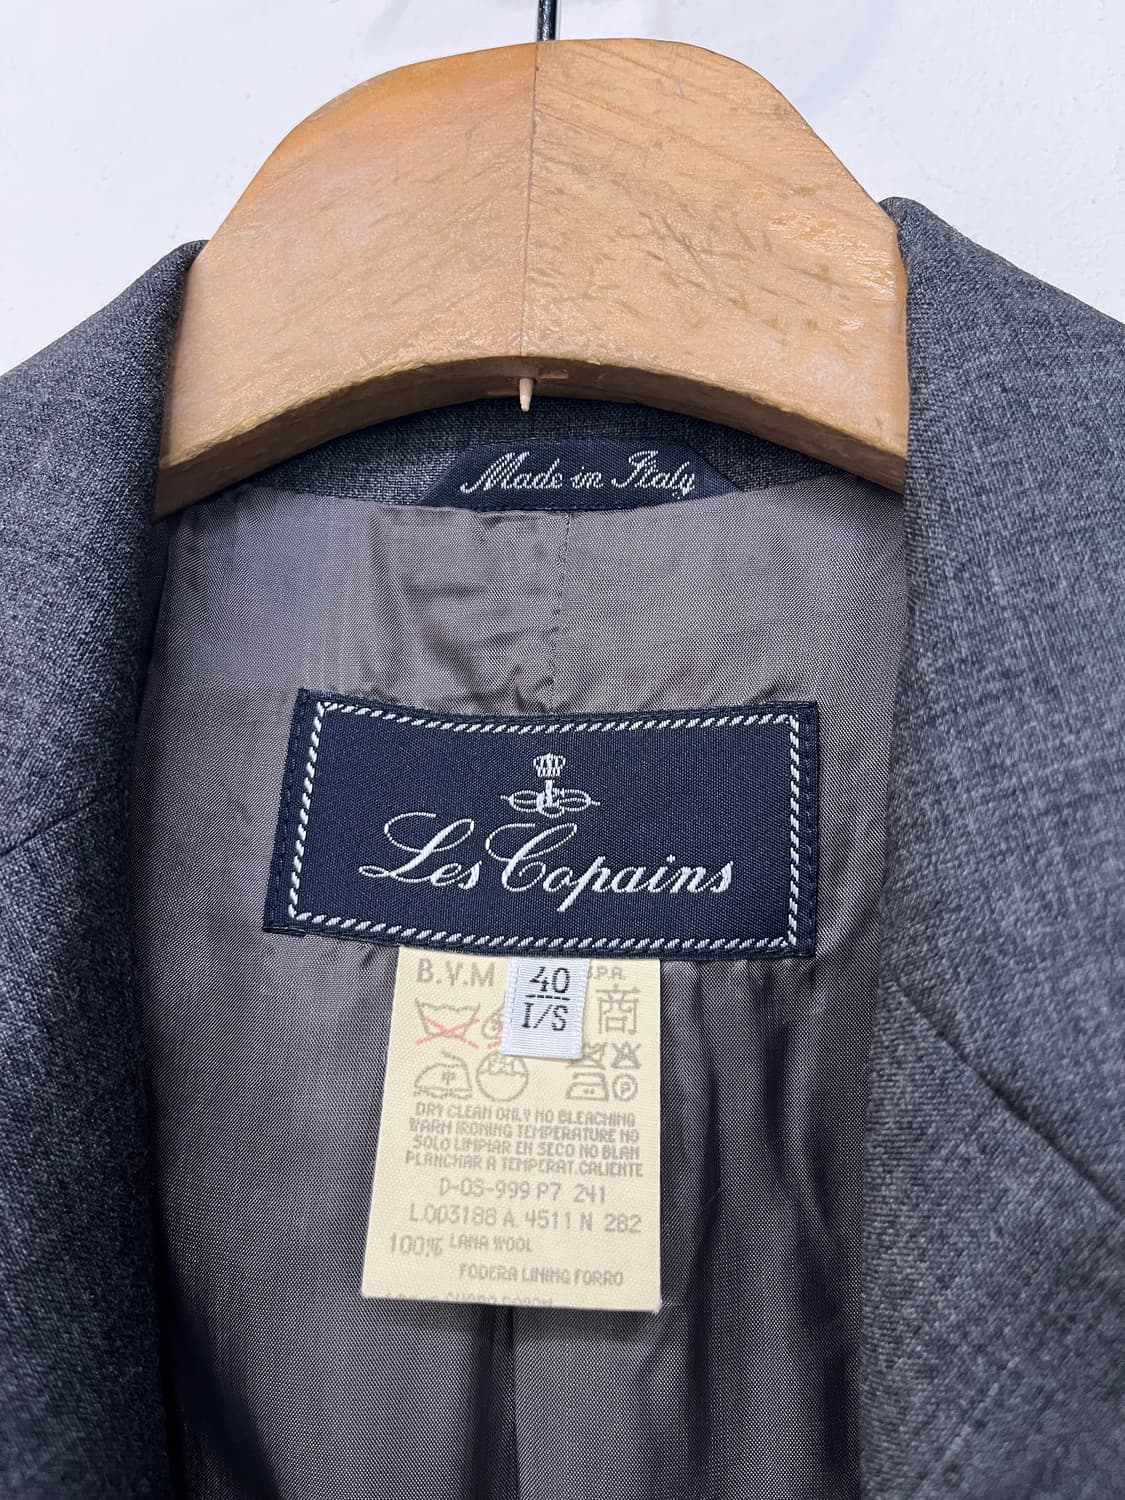 Made in Italy
Les Copains
B.V.M S.P.A.
40
I/S
商
DRY CLEAN ONLY NO BLEACHING
WARM IRONING TEMPERATURE NO
SOLO LIMPIAR EN SECO NO BLAN
PLANCHAR A TEMPERAT.CALIENTE
D-OS-999 P7 241
L.003188 A. 4511 N 282
100% LANA WOOL
FODERA LINING FORRO